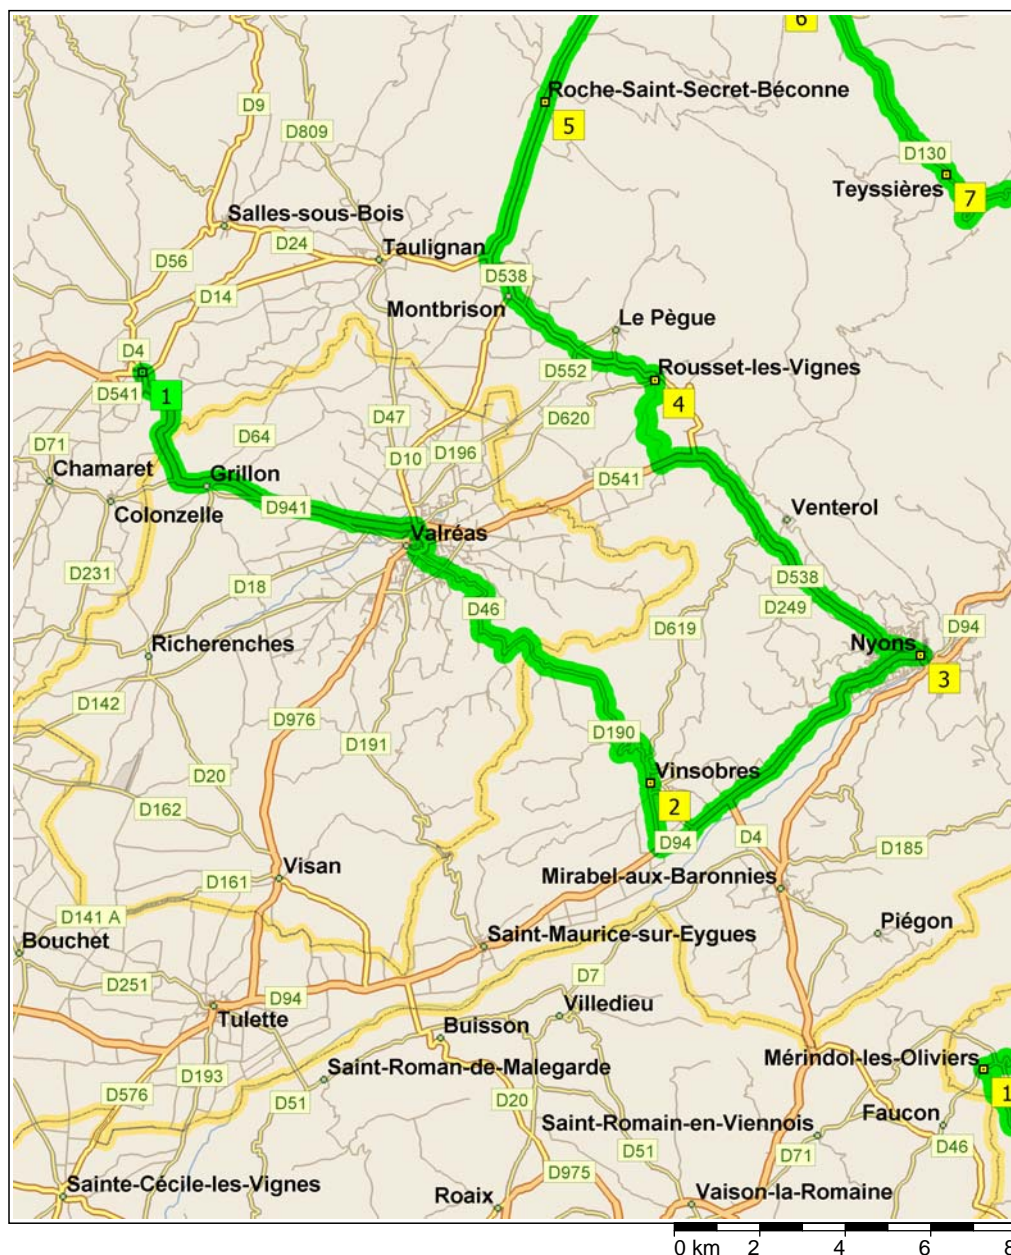 6
D9
Roche-Saint-Secret-Béconne
5
D809
D130
Teyssières
7
Salles-sous-Bois
D24
Taulignan
D56
D538
D14
Montbrison
Le Pègue
D4
D552
Rousset-les-Vignes
D541
1
4
D47
D620
D64
D196
D71
D10
D541
Chamaret
Grillon
Colonzelle
D941
Venterol
Valréas
D231
D18
D538
D46
D249
D619
D94
Richerenches
Nyons
3
D142
D976
D190
D191
D20
Vinsobres
2
D162
D94
D4
D185
Visan
Mirabel-aux-Baronnies
D161
D141 A
Piégon
Bouchet
Saint-Maurice-sur-Eygues
D7
D251
D94
Villedieu
Tulette
Buisson
Mérindol-les-Oliviers
D193
Saint-Roman-de-Malegarde
D576
D51
D20
1
Faucon
Saint-Romain-en-Viennois
D51
D71
D46
D975
Sainte-Cécile-les-Vignes
Roaix
Vaison-la-Romaine
0 km 2 4 6 8